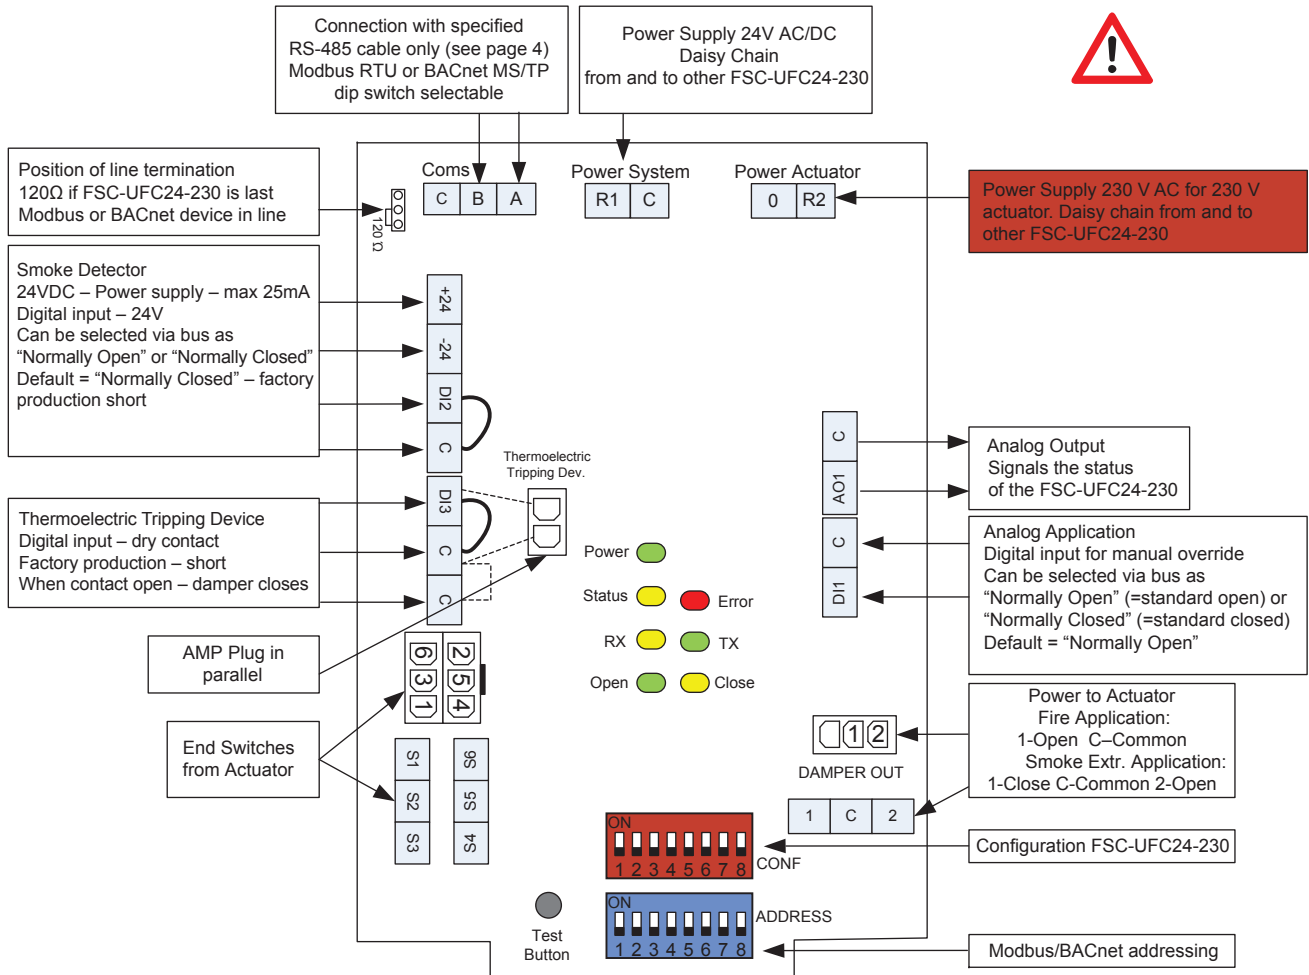 Connection with specified
RS-485 cable only (see page 4)
Modbus RTU or BACnet MS/TP
dip switch selectable
Power Supply 24V AC/DC
Daisy Chain
from and to other FSC-UFC24-230
Position of line termination
120Ω if FSC-UFC24-230 is last
Modbus or BACnet device in line
Coms
C B A
120 Ω
Power System
R1 C
Power Actuator
0 R2
Power Supply 230 V AC for 230 V
actuator. Daisy chain from and to
other FSC-UFC24-230
Smoke Detector
24VDC – Power supply – max 25mA
Digital input – 24V
Can be selected via bus as
“Normally Open” or “Normally Closed”
Default = “Normally Closed” – factory
production short
+24
-24
DI2
C
DI3
C
C
Thermoelectric
Tripping Dev.
Thermoelectric Tripping Device
Digital input – dry contact
Factory production – short
When contact open – damper closes
AMP Plug in
parallel
End Switches
from Actuator
6 3 1
2 5 4
S1
S2
S3
S6
S5
S4
Power
Status
Error
RX
TX
Open
Close
C
AO1
C
DI1
Analog Output
Signals the status
of the FSC-UFC24-230
Analog Application
Digital input for manual override
Can be selected via bus as
“Normally Open” (=standard open) or
“Normally Closed” (=standard closed)
Default = “Normally Open”
1 2
DAMPER OUT
1 C 2
Power to Actuator
Fire Application:
1-Open C–Common
Smoke Extr. Application:
1-Close C-Common 2-Open
ON
1 2 3 4 5 6 7 8
CONF
Configuration FSC-UFC24-230
ON
1 2 3 4 5 6 7 8
ADDRESS
Modbus/BACnet addressing
Test
Button